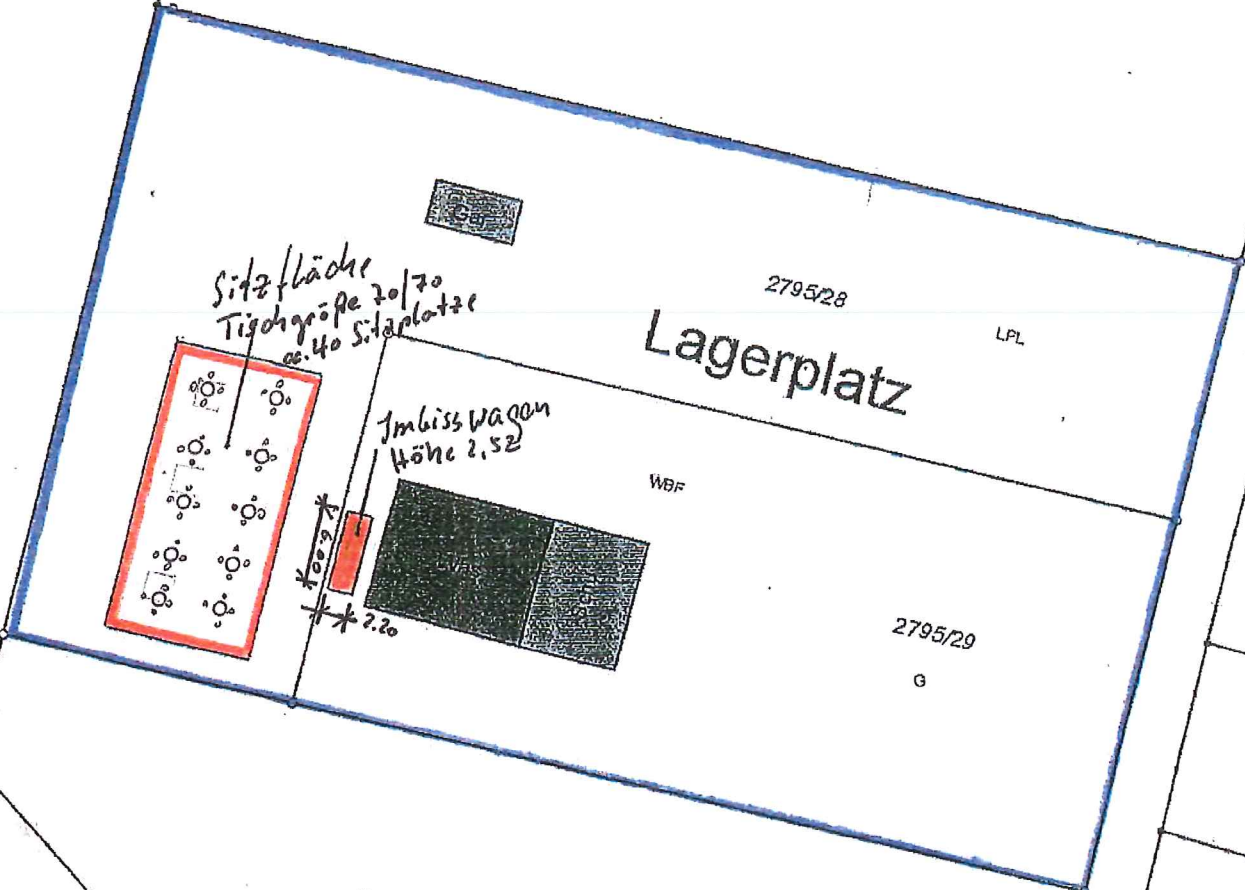 Sitzfläche
Tischgröße 70/70
ca. 40 Sitzplätze
Imbisswagen
Höhe 2,52
6.00
2.20
2795/28
LPL
Lagerplatz
WBF
2795/29
G